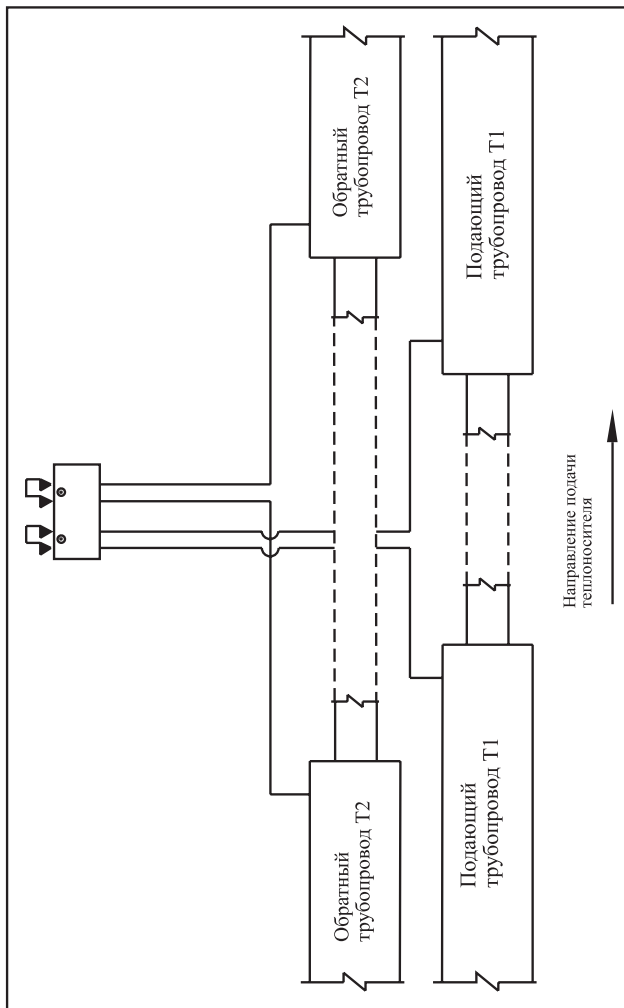 Обратный
трубопровод Т2
Подающий
трубопровод Т1
Обратный
трубопровод Т2
Подающий
трубопровод Т1
Направление подачи
теплоносителя